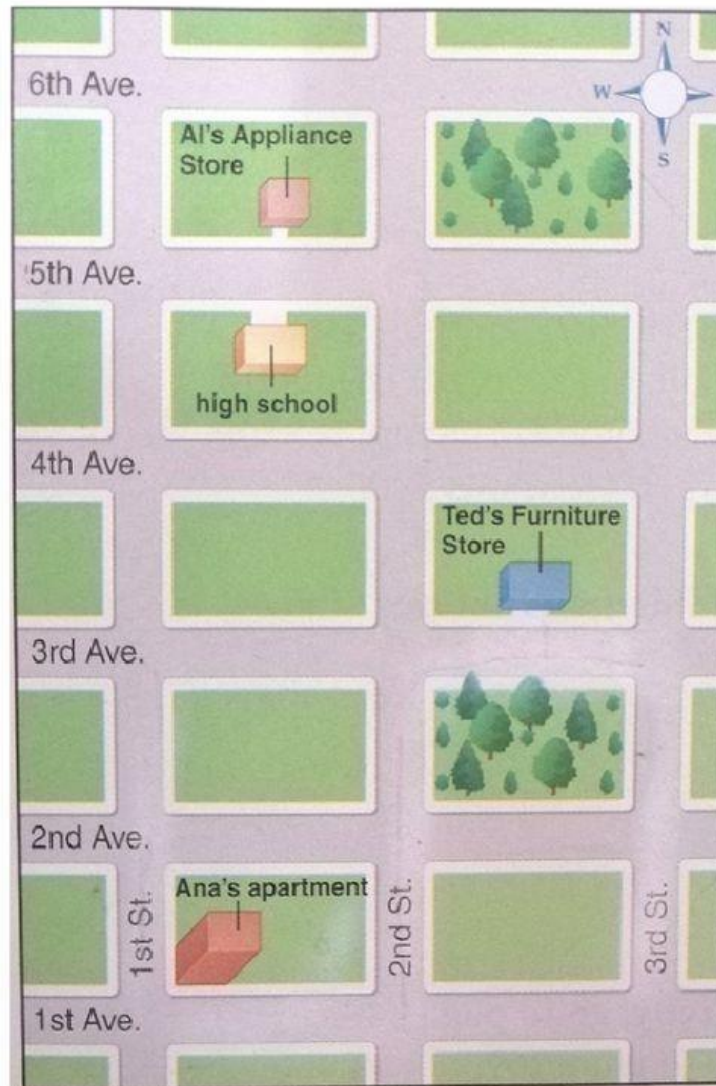 N
6th Ave.
W
S
Al's Appliance
Store
5th Ave.
high school
4th Ave.
Ted's Furniture
Store
3rd Ave.
2nd Ave.
Ana's apartment
1st St.
2nd St.
3rd St.
1st Ave.